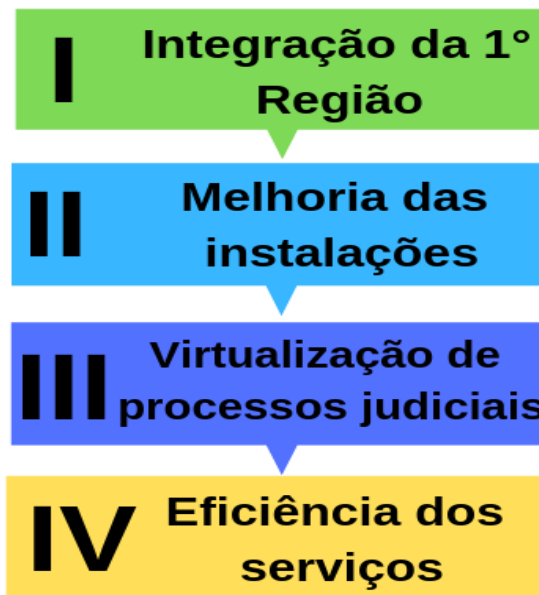 I
Integração da 1°
Região
II
Melhoria das
instalações
III
Virtualização de
processos judiciais
IV
Eficiência dos
serviços